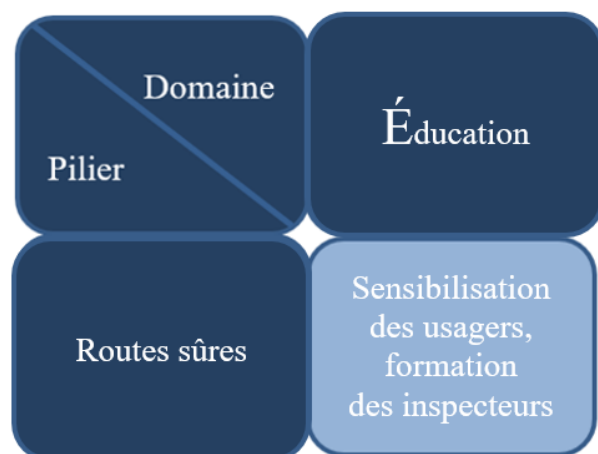 Domaine
Pilier
Éducation
Routes sûres
Sensibilisation
des usagers,
formation
des inspecteurs